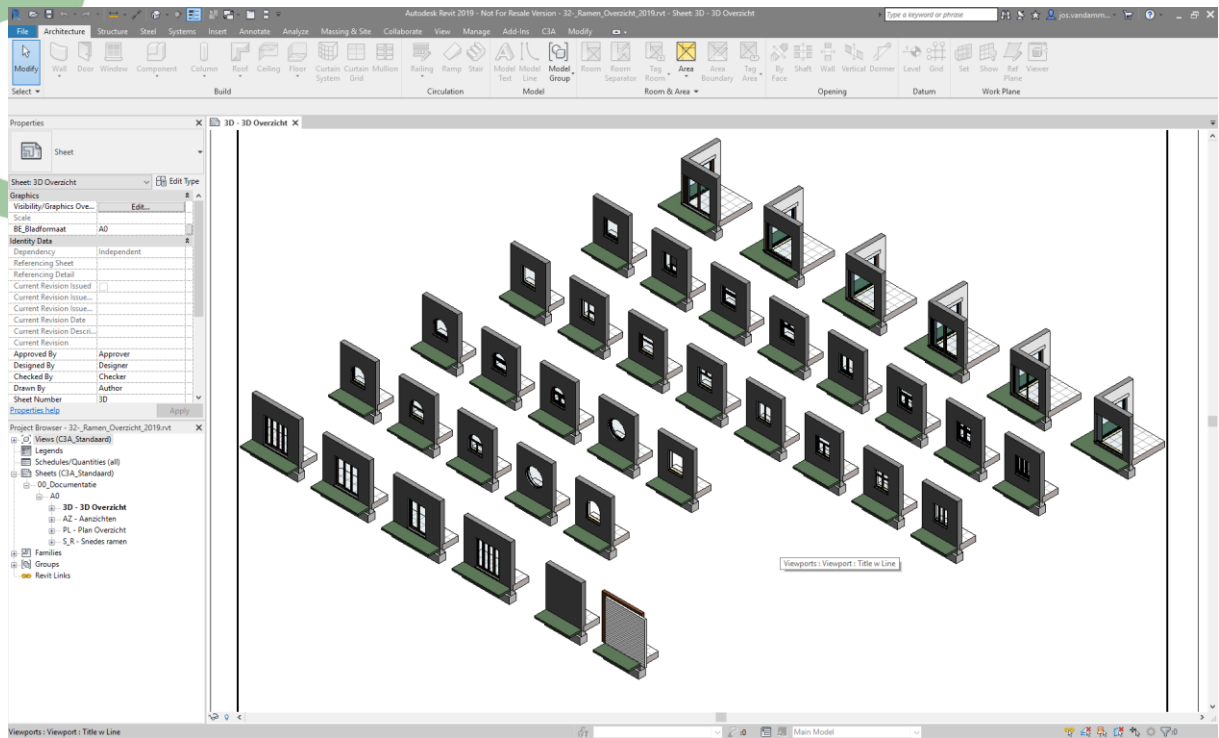 Autodesk Revit 2019 - Not For Resale Version - 32-_Ramen_Overzicht_2019.rvt - Sheet: 3D - 3D Overzicht
Type a keyword or phrase
jos.vandamm...
File Architecture Structure Steel Systems Insert Annotate Analyze Massing & Site Collaborate View Manage Add-Ins C3A Modify
Modify Wall Door Window Component Column Roof Ceiling Floor Curtain System Curtain Grid Mullion Railing Ramp Stair Model Text Model Line Model Group Room Room Separator Tag Room Area Area Boundary Tag Area By Face Shaft Wall Vertical Dormer Level Grid Set Show Ref Plane Viewer
Select Build Circulation Model Room & Area Opening Datum Work Plane
Properties
3D - 3D Overzicht
Sheet
Sheet: 3D Overzicht Edit Type
Graphics
Visibility/Graphics Ove... Edit...
Scale
BE_Bladformaat A0
Identity Data
Dependency Independent
Referencing Sheet
Referencing Detail
Current Revision Issued
Current Revision Issue...
Current Revision Issue...
Current Revision Date
Current Revision Descri...
Current Revision
Approved By Approver
Designed By Designer
Checked By Checker
Drawn By Author
Sheet Number 3D
Properties help Apply
Project Browser - 32-_Ramen_Overzicht_2019.rvt
Views (C3A_Standaard)
Legends
Schedules/Quantities (all)
Sheets (C3A_Standaard)
00_Documentatie
A0
3D - 3D Overzicht
AZ - Aanzichten
PL - Plan Overzicht
S_R - Snedes ramen
Families
Groups
Revit Links
Viewports : Viewport : Title w Line
Viewports : Viewport : Title w Line
:0
Main Model
:0